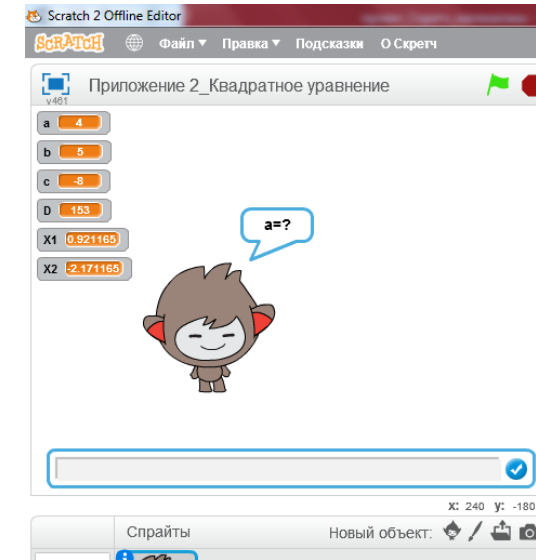 Scratch 2 Offline Editor
SCRATCH Файл Правка Подсказки О Скретч
Приложение 2_Квадратное уравнение
v461
a 4
b 5
c -8
D 153
X1 0.921165
X2 -2.171165
a=?
X: 240 y: -180
Спрайты Новый объект: